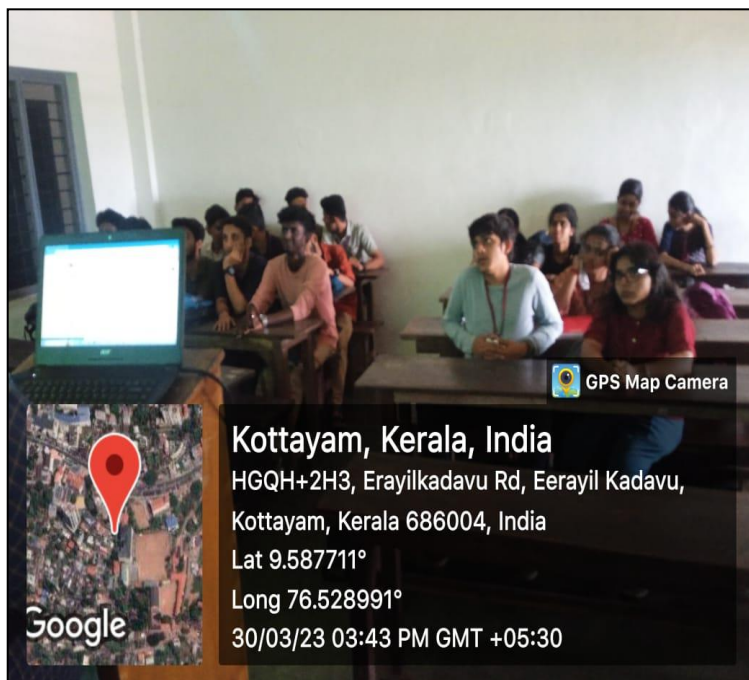 acer
GPS Map Camera
Kottayam, Kerala, India
HGQH+2H3, Erayilkadavu Rd, Eerayil Kadavu,
Kottayam, Kerala 686004, India
Lat 9.587711°
Long 76.528991°
30/03/23 03:43 PM GMT +05:30
Google